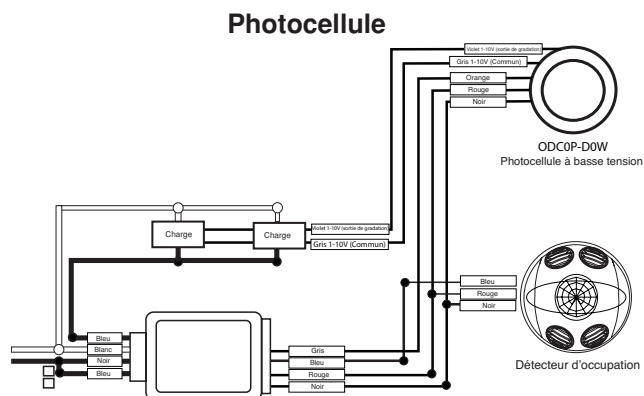 Photocellule
Violet 1-10V (sortie de gradation)
Gris 1-10V (Commun)
Orange
Rouge
Noir
ODC0P-D0W
Photocellule à basse tension
Charge
Charge
Violet 1-10V (sortie de gradation)
Gris 1-10V (Commun)
Bleu
Rouge
Noir
Détecteur d'occupation
Bleu
Blanc
Noir
Bleu
Gris
Bleu
Rouge
Noir